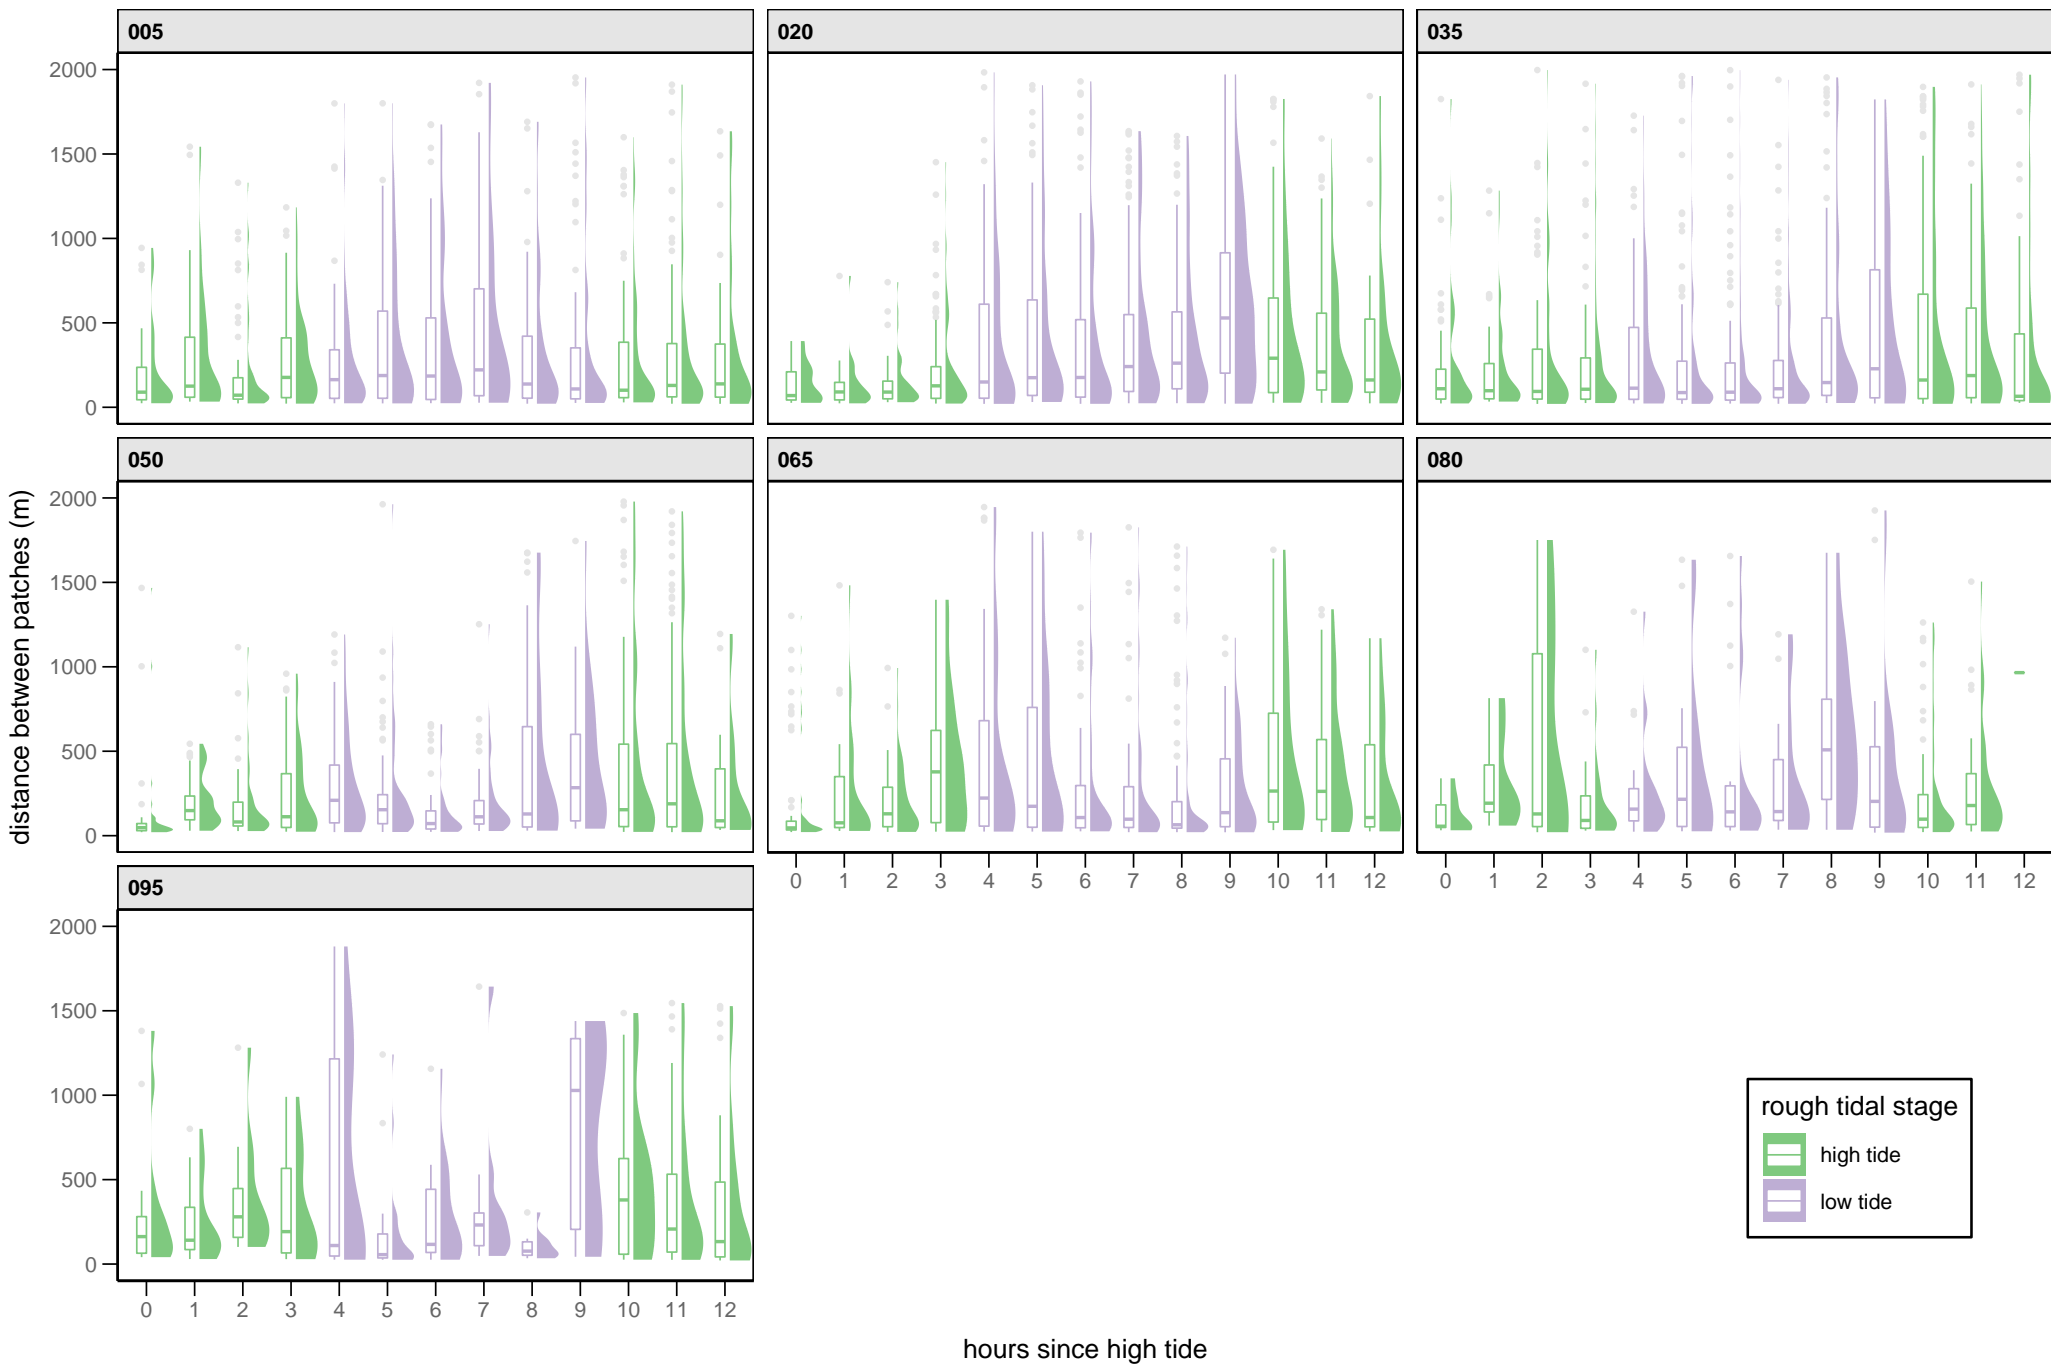 005
020
035
2000
1500
1000
500
0
050
065
080
2000
1500
1000
500
0
0 1 2 3 4 5 6 7 8 9 10 11 12
0 1 2 3 4 5 6 7 8 9 10 11 12
095
2000
1500
1000
500
0
0 1 2 3 4 5 6 7 8 9 10 11 12
distance between patches (m)
hours since high tide
rough tidal stage
high tide
low tide